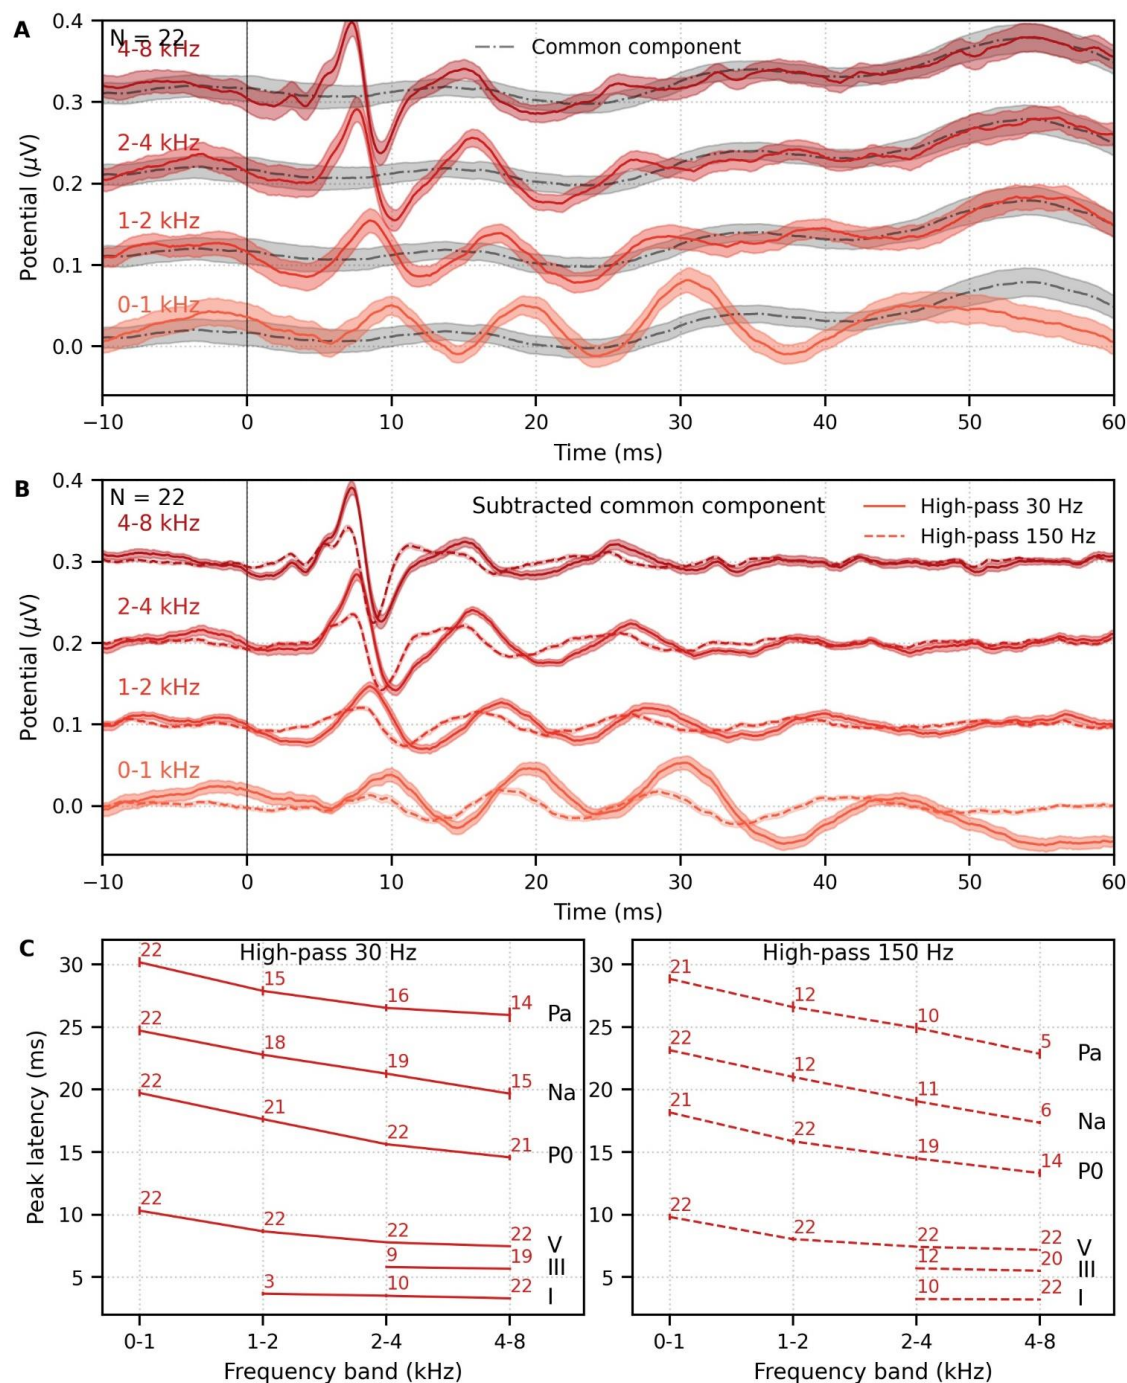 A
N = 22
4-8 kHz
Common component
2-4 kHz
1-2 kHz
0-1 kHz
0.4
0.3
0.2
0.1
0.0
Potential (μV)
−10 0 10 20 30 40 50 60
Time (ms)
B
N = 22
Subtracted common component
High-pass 30 Hz
High-pass 150 Hz
4-8 kHz
2-4 kHz
1-2 kHz
0-1 kHz
0.4
0.3
0.2
0.1
0.0
Potential (μV)
−10 0 10 20 30 40 50 60
Time (ms)
C
High-pass 30 Hz
30
25
20
15
10
5
Peak latency (ms)
22 15 16 14 Pa
22 18 19 15 Na
22 21 22 21 P0
22 22 22 22 V
9 19 III
3 10 22 I
0-1 1-2 2-4 4-8
Frequency band (kHz)
High-pass 150 Hz
30
25
20
15
10
5
21 12 10 5 Pa
22 12 11 6 Na
21 22 19 14 P0
22 22 22 22 V
12 20 III
10 22 I
0-1 1-2 2-4 4-8
Frequency band (kHz)